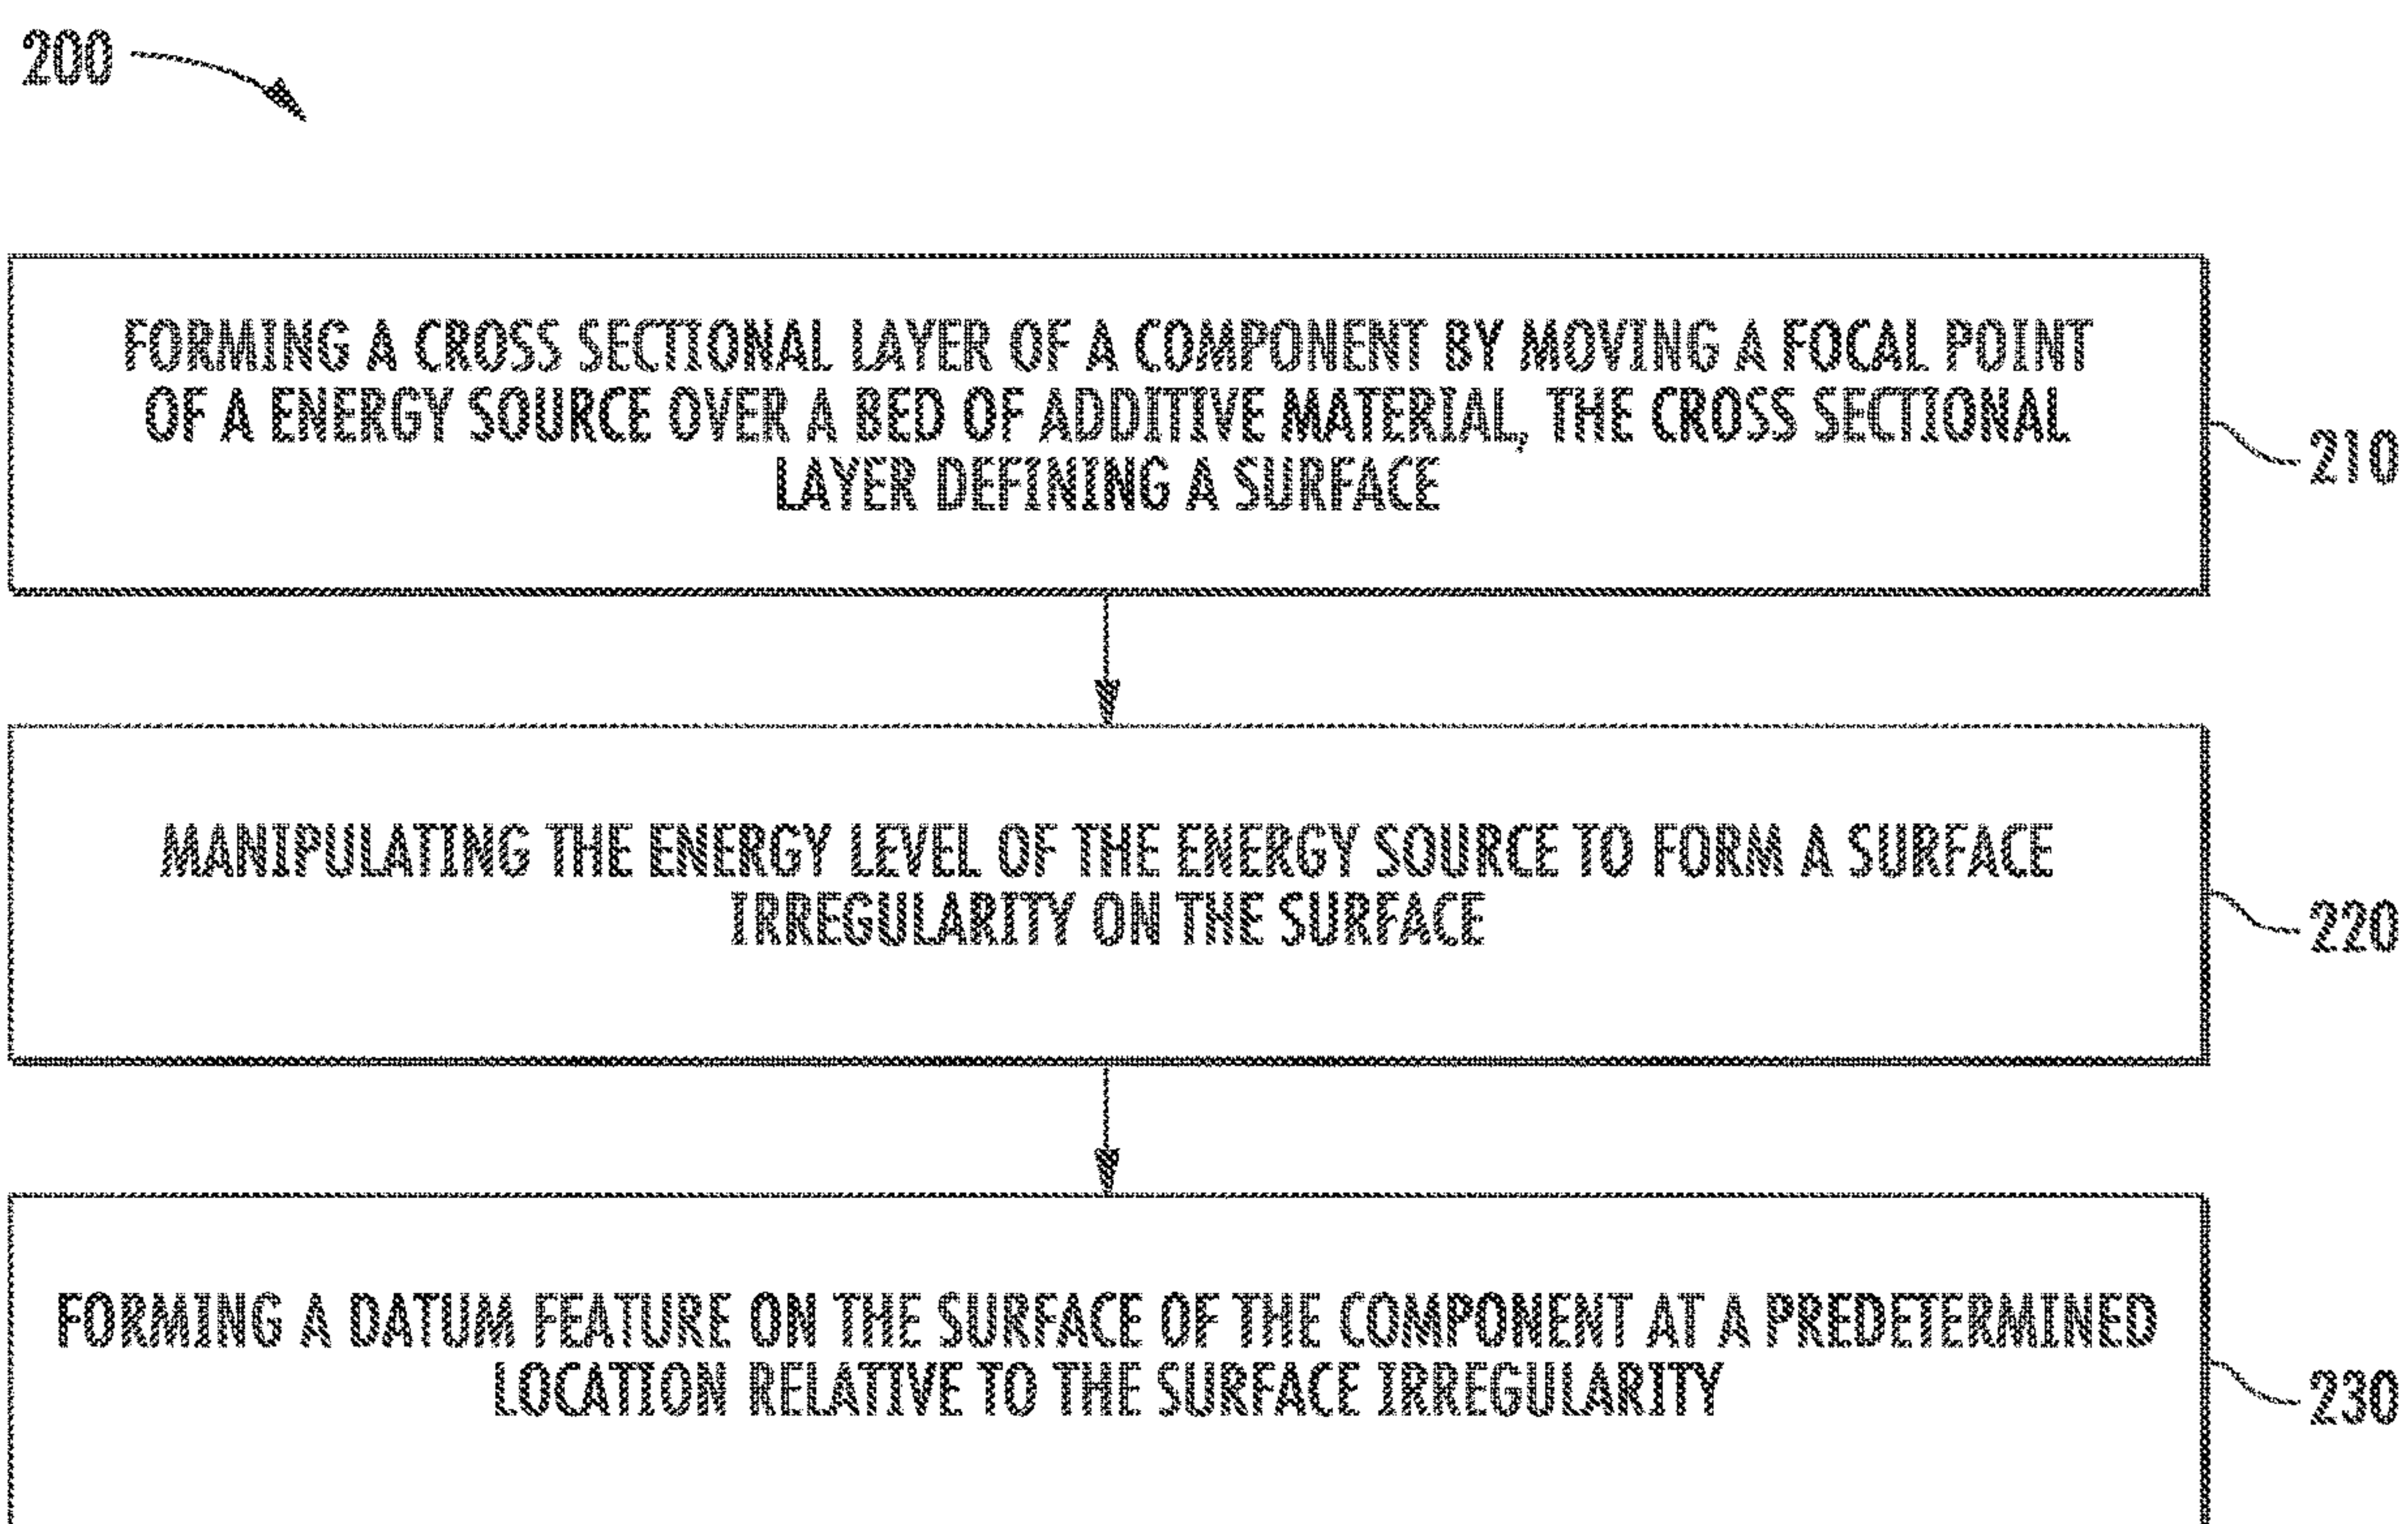 200
FORMING A CROSS SECTIONAL LAYER OF A COMPONENT BY MOVING A FOCAL POINT
OF A ENERGY SOURCE OVER A BED OF ADDITIVE MATERIAL, THE CROSS SECTIONAL
LAYER DEFINING A SURFACE
210
MANIPULATING THE ENERGY LEVEL OF THE ENERGY SOURCE TO FORM A SURFACE
IRREGULARITY ON THE SURFACE
220
FORMING A DATUM FEATURE ON THE SURFACE OF THE COMPONENT AT A PREDETERMINED
LOCATION RELATIVE TO THE SURFACE IRREGULARITY
230